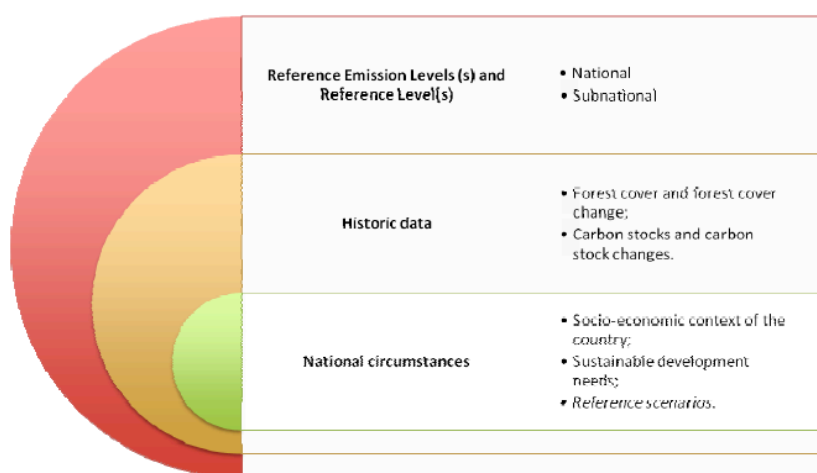 Reference Emission Levels (s) and
Reference Level(s)
• National
• Subnational
Historic data
• Forest cover and forest cover
change;
• Carbon stocks and carbon
stock changes.
National circumstances
• Socio-economic context of the
country;
• Sustainable development
needs;
• Reference scenarios.